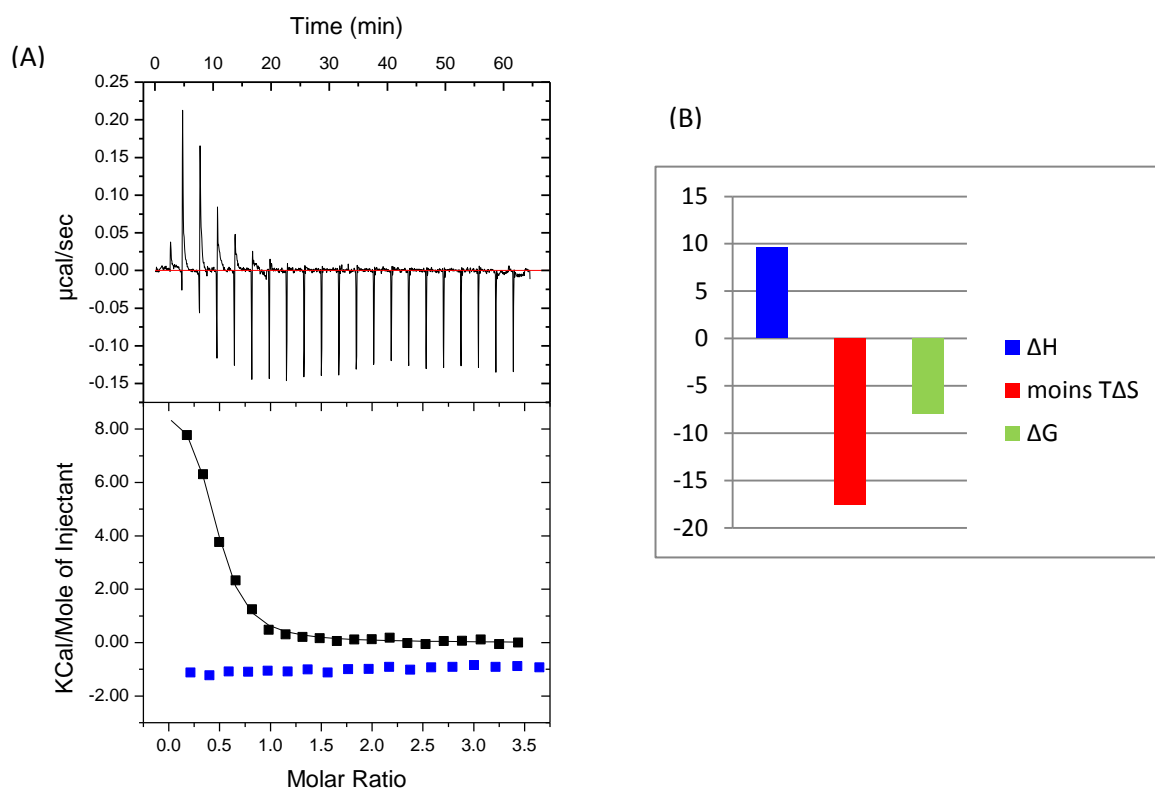 (A)
Time (min)
0 10 20 30 40 50 60
0.25
0.20
0.15
0.10
0.05
0.00
-0.05
-0.10
-0.15
µcal/sec
8.00
6.00
4.00
2.00
0.00
-2.00
KCal/Mole of Injectant
0.0 0.5 1.0 1.5 2.0 2.5 3.0 3.5
Molar Ratio
(B)
15
10
5
0
-5
-10
-15
-20
ΔH
moins TΔS
ΔG